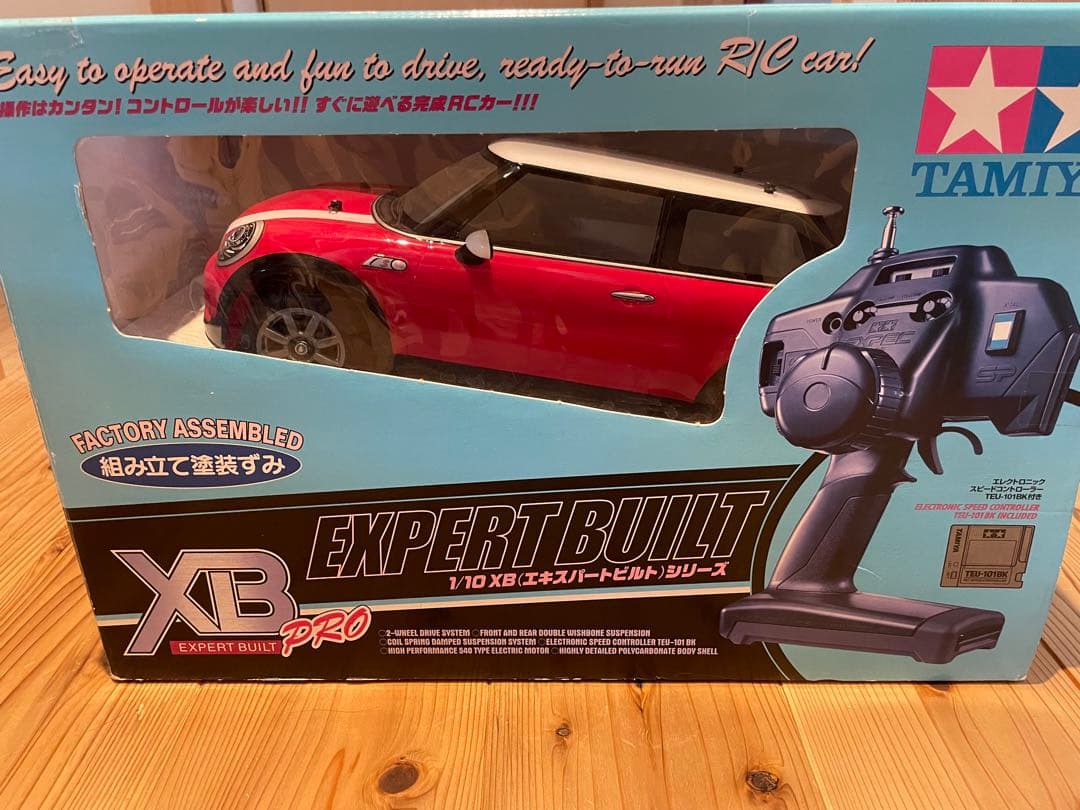 Easy to operate and fun to drive, ready-to-run R/C car!
操作はカンタン! コントロールが楽しい!! すぐに遊べる完成RCカー!!!
TAMIY
FACTORY ASSEMBLED
組み立て塗装ずみ
EXPERT BUILT
1/10 XB(エキスパートビルト)シリーズ
XB
EXPERT BUILT
PRO
○2-WHEEL DRIVE SYSTEM ○FRONT AND REAR DOUBLE WISHBONE SUSPENSION
○COIL SPRING DAMPED SUSPENSION SYSTEM ○ELECTRONIC SPEED CONTROLLER TEU-101 BK
○HIGH PERFORMANCE 540 TYPE ELECTRIC MOTOR ○HIGHLY DETAILED POLYCARBONATE BODY SHELL
POWER
EXPEC
SP
エレクトロニック
スピードコントローラー
TEU-101BK付き
ELECTRONIC SPEED CONTROLLER
TEU-101BK INCLUDED
TAMIYA
TEU-101BK